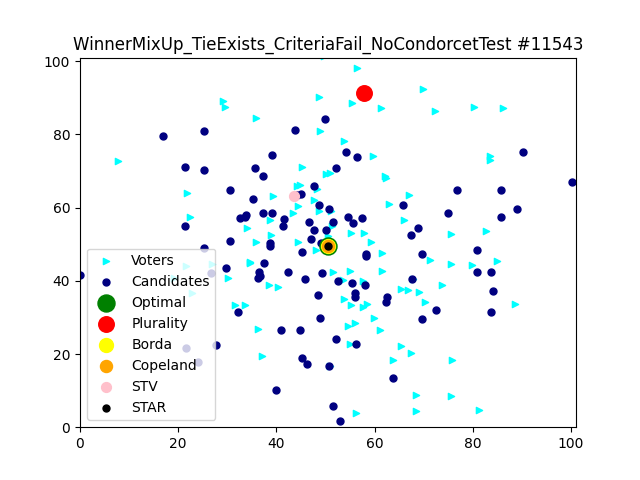 WinnerMixUp_TieExists_CriteriaFail_NoCondorcetTest #11543
100
80
60
40
20
0
0
20
40
60
80
100
Voters
Candidates
Optimal
Plurality
Borda
Copeland
STV
STAR